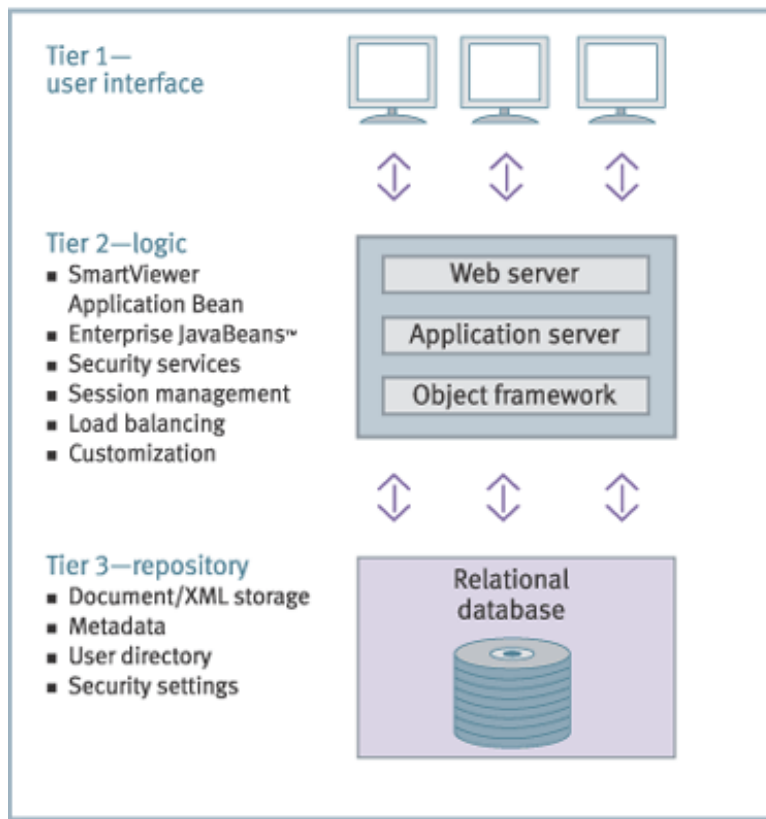 Tier 1—
user interface
Tier 2—logic
▪ SmartViewer
Application Bean
▪ Enterprise JavaBeans™
▪ Security services
▪ Session management
▪ Load balancing
▪ Customization
Web server
Application server
Object framework
Tier 3—repository
▪ Document/XML storage
▪ Metadata
▪ User directory
▪ Security settings
Relational
database